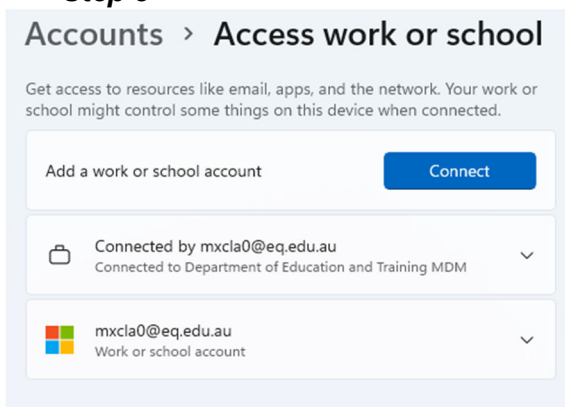 Accounts > Access work or school
Get access to resources like email, apps, and the network. Your work or
school might control some things on this device when connected.
Add a work or school account
Connect
Connected by mxcla0@eq.edu.au
Connected to Department of Education and Training MDM
mxcla0@eq.edu.au
Work or school account